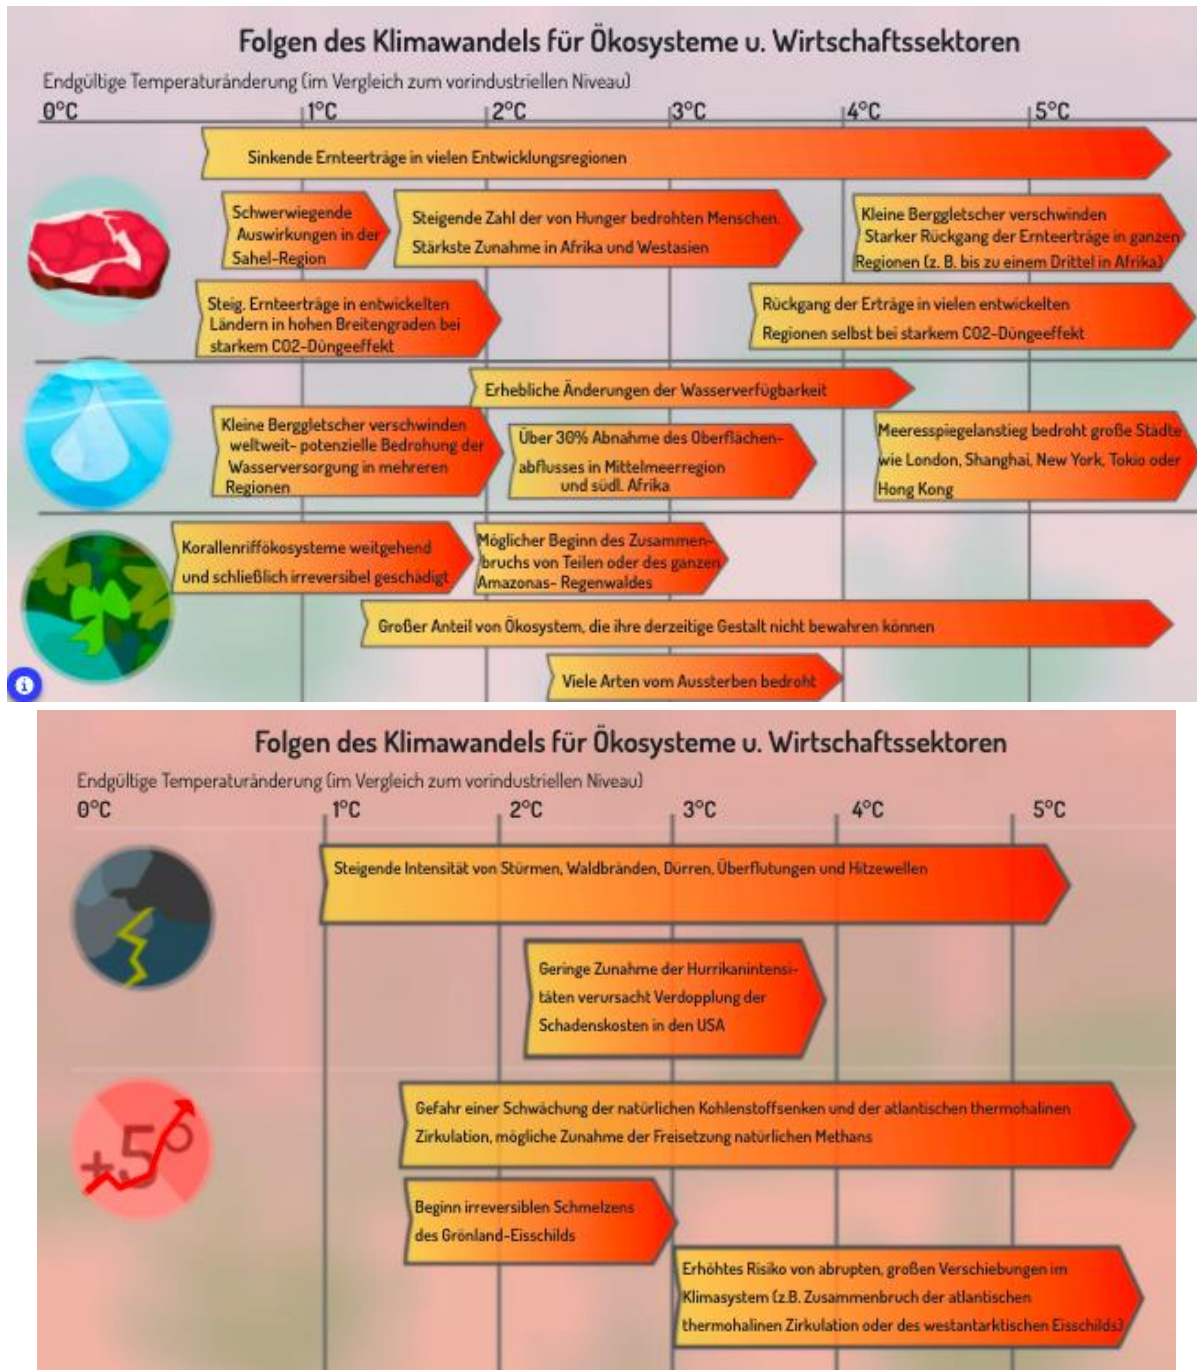 Folgen des Klimawandels für Ökosysteme u. Wirtschaftssektoren
Endgültige Temperaturänderung (im Vergleich zum vorindustriellen Niveau)
0°C 1°C 2°C 3°C 4°C 5°C
Sinkende Ernteerträge in vielen Entwicklungsregionen
Schwerwiegende
Auswirkungen in der
Sahel-Region
Steigende Zahl der von Hunger bedrohten Menschen.
Stärkste Zunahme in Afrika und Westasien
Kleine Berggletscher verschwinden
Starker Rückgang der Ernteerträge in ganzen
Regionen (z. B. bis zu einem Drittel in Afrika)
Steig. Ernteerträge in entwickelten
Ländern in hohen Breitengraden bei
starkem CO2-Düngeeffekt
Rückgang der Erträge in vielen entwickelten
Regionen selbst bei starkem CO2-Düngeeffekt
Erhebliche Änderungen der Wasserverfügbarkeit
Kleine Berggletscher verschwinden
weltweit- potenzielle Bedrohung der
Wasserversorgung in mehreren
Regionen
Über 30% Abnahme des Oberflächen-
abflusses in Mittelmeerregion
und südl. Afrika
Meeresspiegelanstieg bedroht große Städte
wie London, Shanghai, New York, Tokio oder
Hong Kong
Korallenriffökosysteme weitgehend
und schließlich irreversibel geschädigt
Möglicher Beginn des Zusammen-
bruchs von Teilen oder des ganzen
Amazonas- Regenwaldes
Großer Anteil von Ökosystem, die ihre derzeitige Gestalt nicht bewahren können
Viele Arten vom Aussterben bedroht
i
Folgen des Klimawandels für Ökosysteme u. Wirtschaftssektoren
Endgültige Temperaturänderung (im Vergleich zum vorindustriellen Niveau)
0°C 1°C 2°C 3°C 4°C 5°C
Steigende Intensität von Stürmen, Waldbränden, Dürren, Überflutungen und Hitzewellen
Geringe Zunahme der Hurrikanintensi-
täten verursacht Verdopplung der
Schadenskosten in den USA
+5°
Gefahr einer Schwächung der natürlichen Kohlenstoffsenken und der atlantischen thermohalinen
Zirkulation, mögliche Zunahme der Freisetzung natürlichen Methans
Beginn irreversiblen Schmelzens
des Grönland-Eisschilds
Erhöhtes Risiko von abrupten, großen Verschiebungen im
Klimasystem (z.B. Zusammenbruch der atlantischen
thermohalinen Zirkulation oder des westantarktischen Eisschilds)